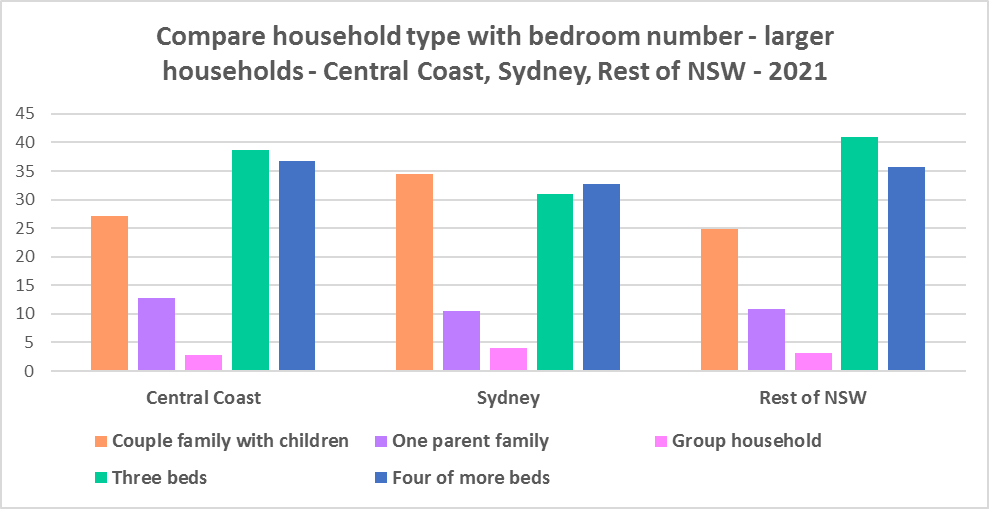 Compare household type with bedroom number - larger
households - Central Coast, Sydney, Rest of NSW - 2021
45
40
35
30
25
20
15
10
5
0
Central Coast Sydney Rest of NSW
Couple family with children One parent family Group household
Three beds Four of more beds